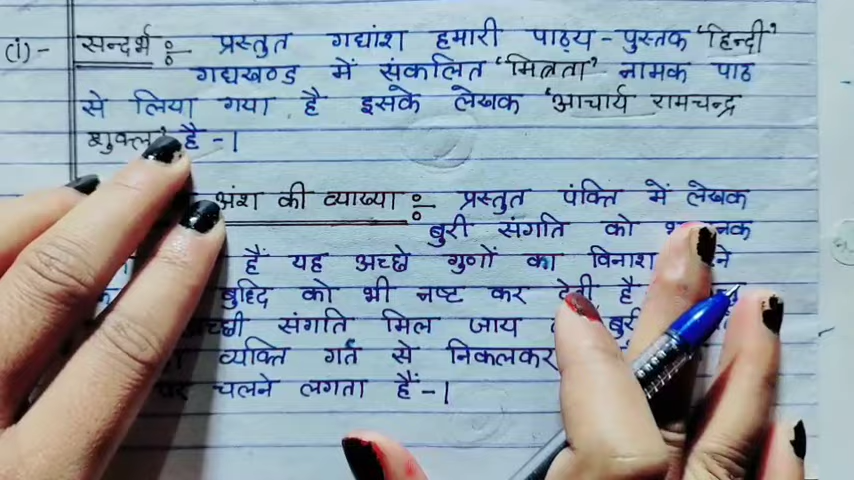 (i)- सन्दर्भ :- प्रस्तुत गद्यांश हमारी पाठ्य-पुस्तक 'हिन्दी'
गद्यखण्ड में संकलित 'मित्रता' नामक पाठ
से लिया गया है इसके लेखक 'आचार्य रामचन्द्र
शुक्ल' है -।
अंश की व्याख्या :- प्रस्तुत पंक्ति में लेखक
बुरी संगति को
हैं यह अच्छे गुणों का विनाश
बुध्दि को भी नष्ट कर देती है
संगति मिल जाय बुरी
व्यक्ति गर्त से निकलकर
पर चलने लगता हैं -।